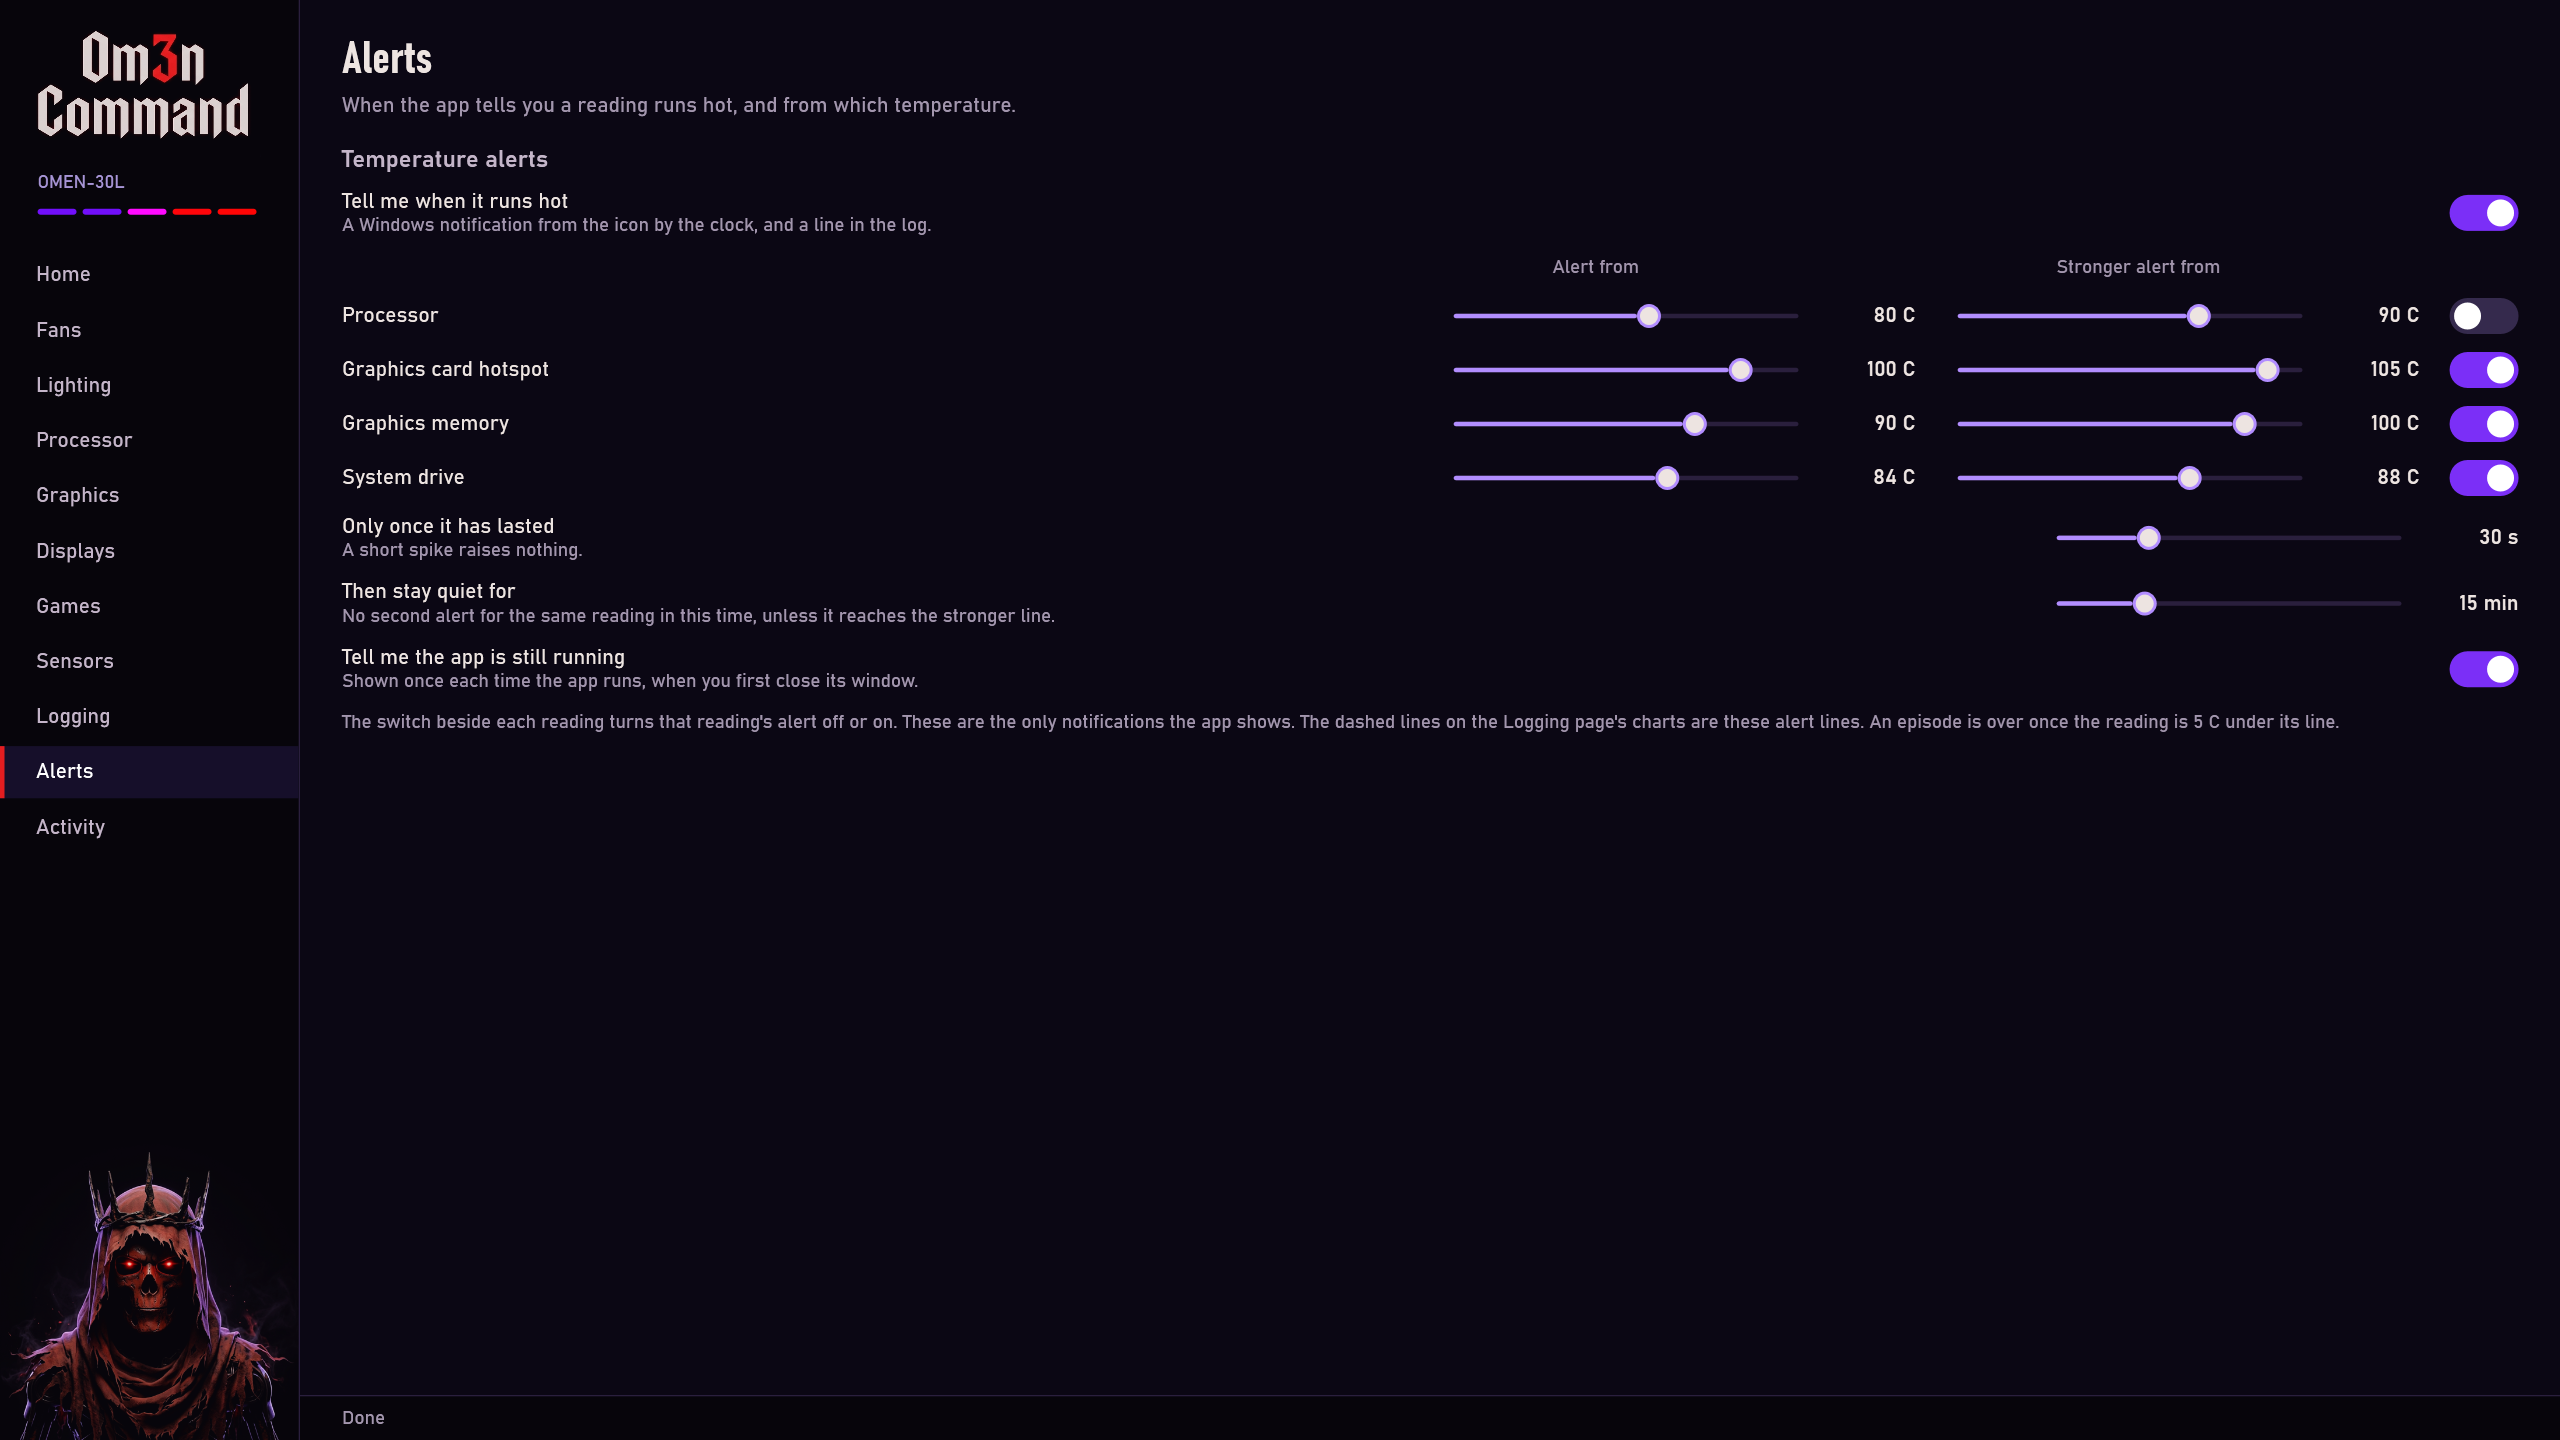 Om3n
Command
OMEN-30L
Home
Fans
Lighting
Processor
Graphics
Displays
Games
Sensors
Logging
Alerts
Activity
Alerts
When the app tells you a reading runs hot, and from which temperature.
Temperature alerts
Tell me when it runs hot
A Windows notification from the icon by the clock, and a line in the log.
Alert from Stronger alert from
Processor 80 C 90 C
Graphics card hotspot 100 C 105 C
Graphics memory 90 C 100 C
System drive 84 C 88 C
Only once it has lasted
A short spike raises nothing.
30 s
Then stay quiet for
No second alert for the same reading in this time, unless it reaches the stronger line.
15 min
Tell me the app is still running
Shown once each time the app runs, when you first close its window.
The switch beside each reading turns that reading's alert off or on. These are the only notifications the app shows. The dashed lines on the Logging page's charts are these alert lines. An episode is over once the reading is 5 C under its line.
Done